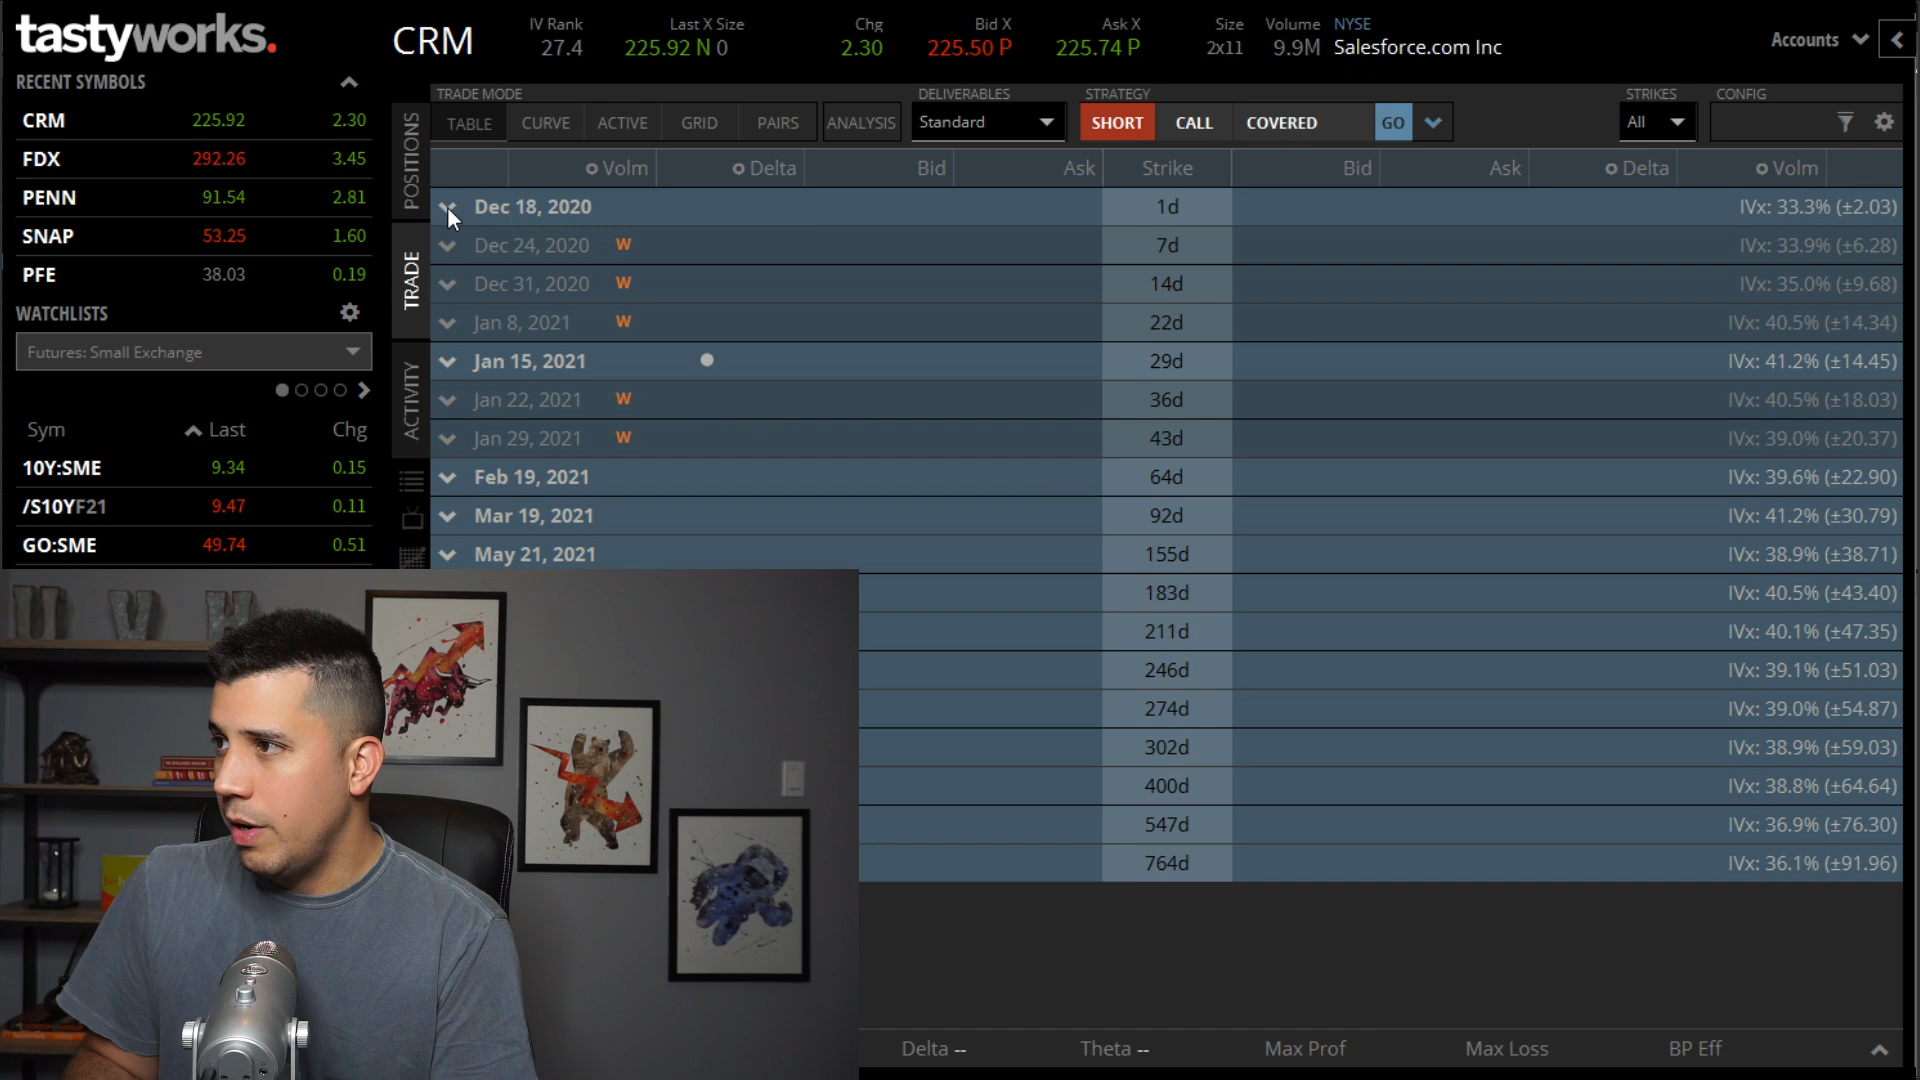 tastyworks.
RECENT SYMBOLS
CRM 225.92 2.30
FDX 292.26 3.45
PENN 91.54 2.81
SNAP 53.25 1.60
PFE 38.03 0.19
WATCHLISTS
Futures: Small Exchange
Sym Last Chg
10Y:SME 9.34 0.15
/S10YF21 9.47 0.11
GO:SME 49.74 0.51
POSITIONS
TRADE
ACTIVITY
CRM
IV Rank Last X Size Chg Bid X Ask X Size Volume NYSE
27.4 225.92 N 0 2.30 225.50 P 225.74 P 2x11 9.9M Salesforce.com Inc
Accounts
TRADE MODE DELIVERABLES STRATEGY STRIKES CONFIG
TABLE CURVE ACTIVE GRID PAIRS ANALYSIS Standard SHORT CALL COVERED GO All
Volm Delta Bid Ask Strike Bid Ask Delta Volm
Dec 18, 2020 1d IVx: 33.3% (±2.03)
Dec 24, 2020 W 7d IVx: 33.9% (±6.28)
Dec 31, 2020 W 14d IVx: 35.0% (±9.68)
Jan 8, 2021 W 22d IVx: 40.5% (±14.34)
Jan 15, 2021 29d IVx: 41.2% (±14.45)
Jan 22, 2021 W 36d IVx: 40.5% (±18.03)
Jan 29, 2021 W 43d IVx: 39.0% (±20.37)
Feb 19, 2021 64d IVx: 39.6% (±22.90)
Mar 19, 2021 92d IVx: 41.2% (±30.79)
May 21, 2021 155d IVx: 38.9% (±38.71)
183d IVx: 40.5% (±43.40)
211d IVx: 40.1% (±47.35)
246d IVx: 39.1% (±51.03)
274d IVx: 39.0% (±54.87)
302d IVx: 38.9% (±59.03)
400d IVx: 38.8% (±64.64)
547d IVx: 36.9% (±76.30)
764d IVx: 36.1% (±91.96)
Delta -- Theta -- Max Prof Max Loss BP Eff